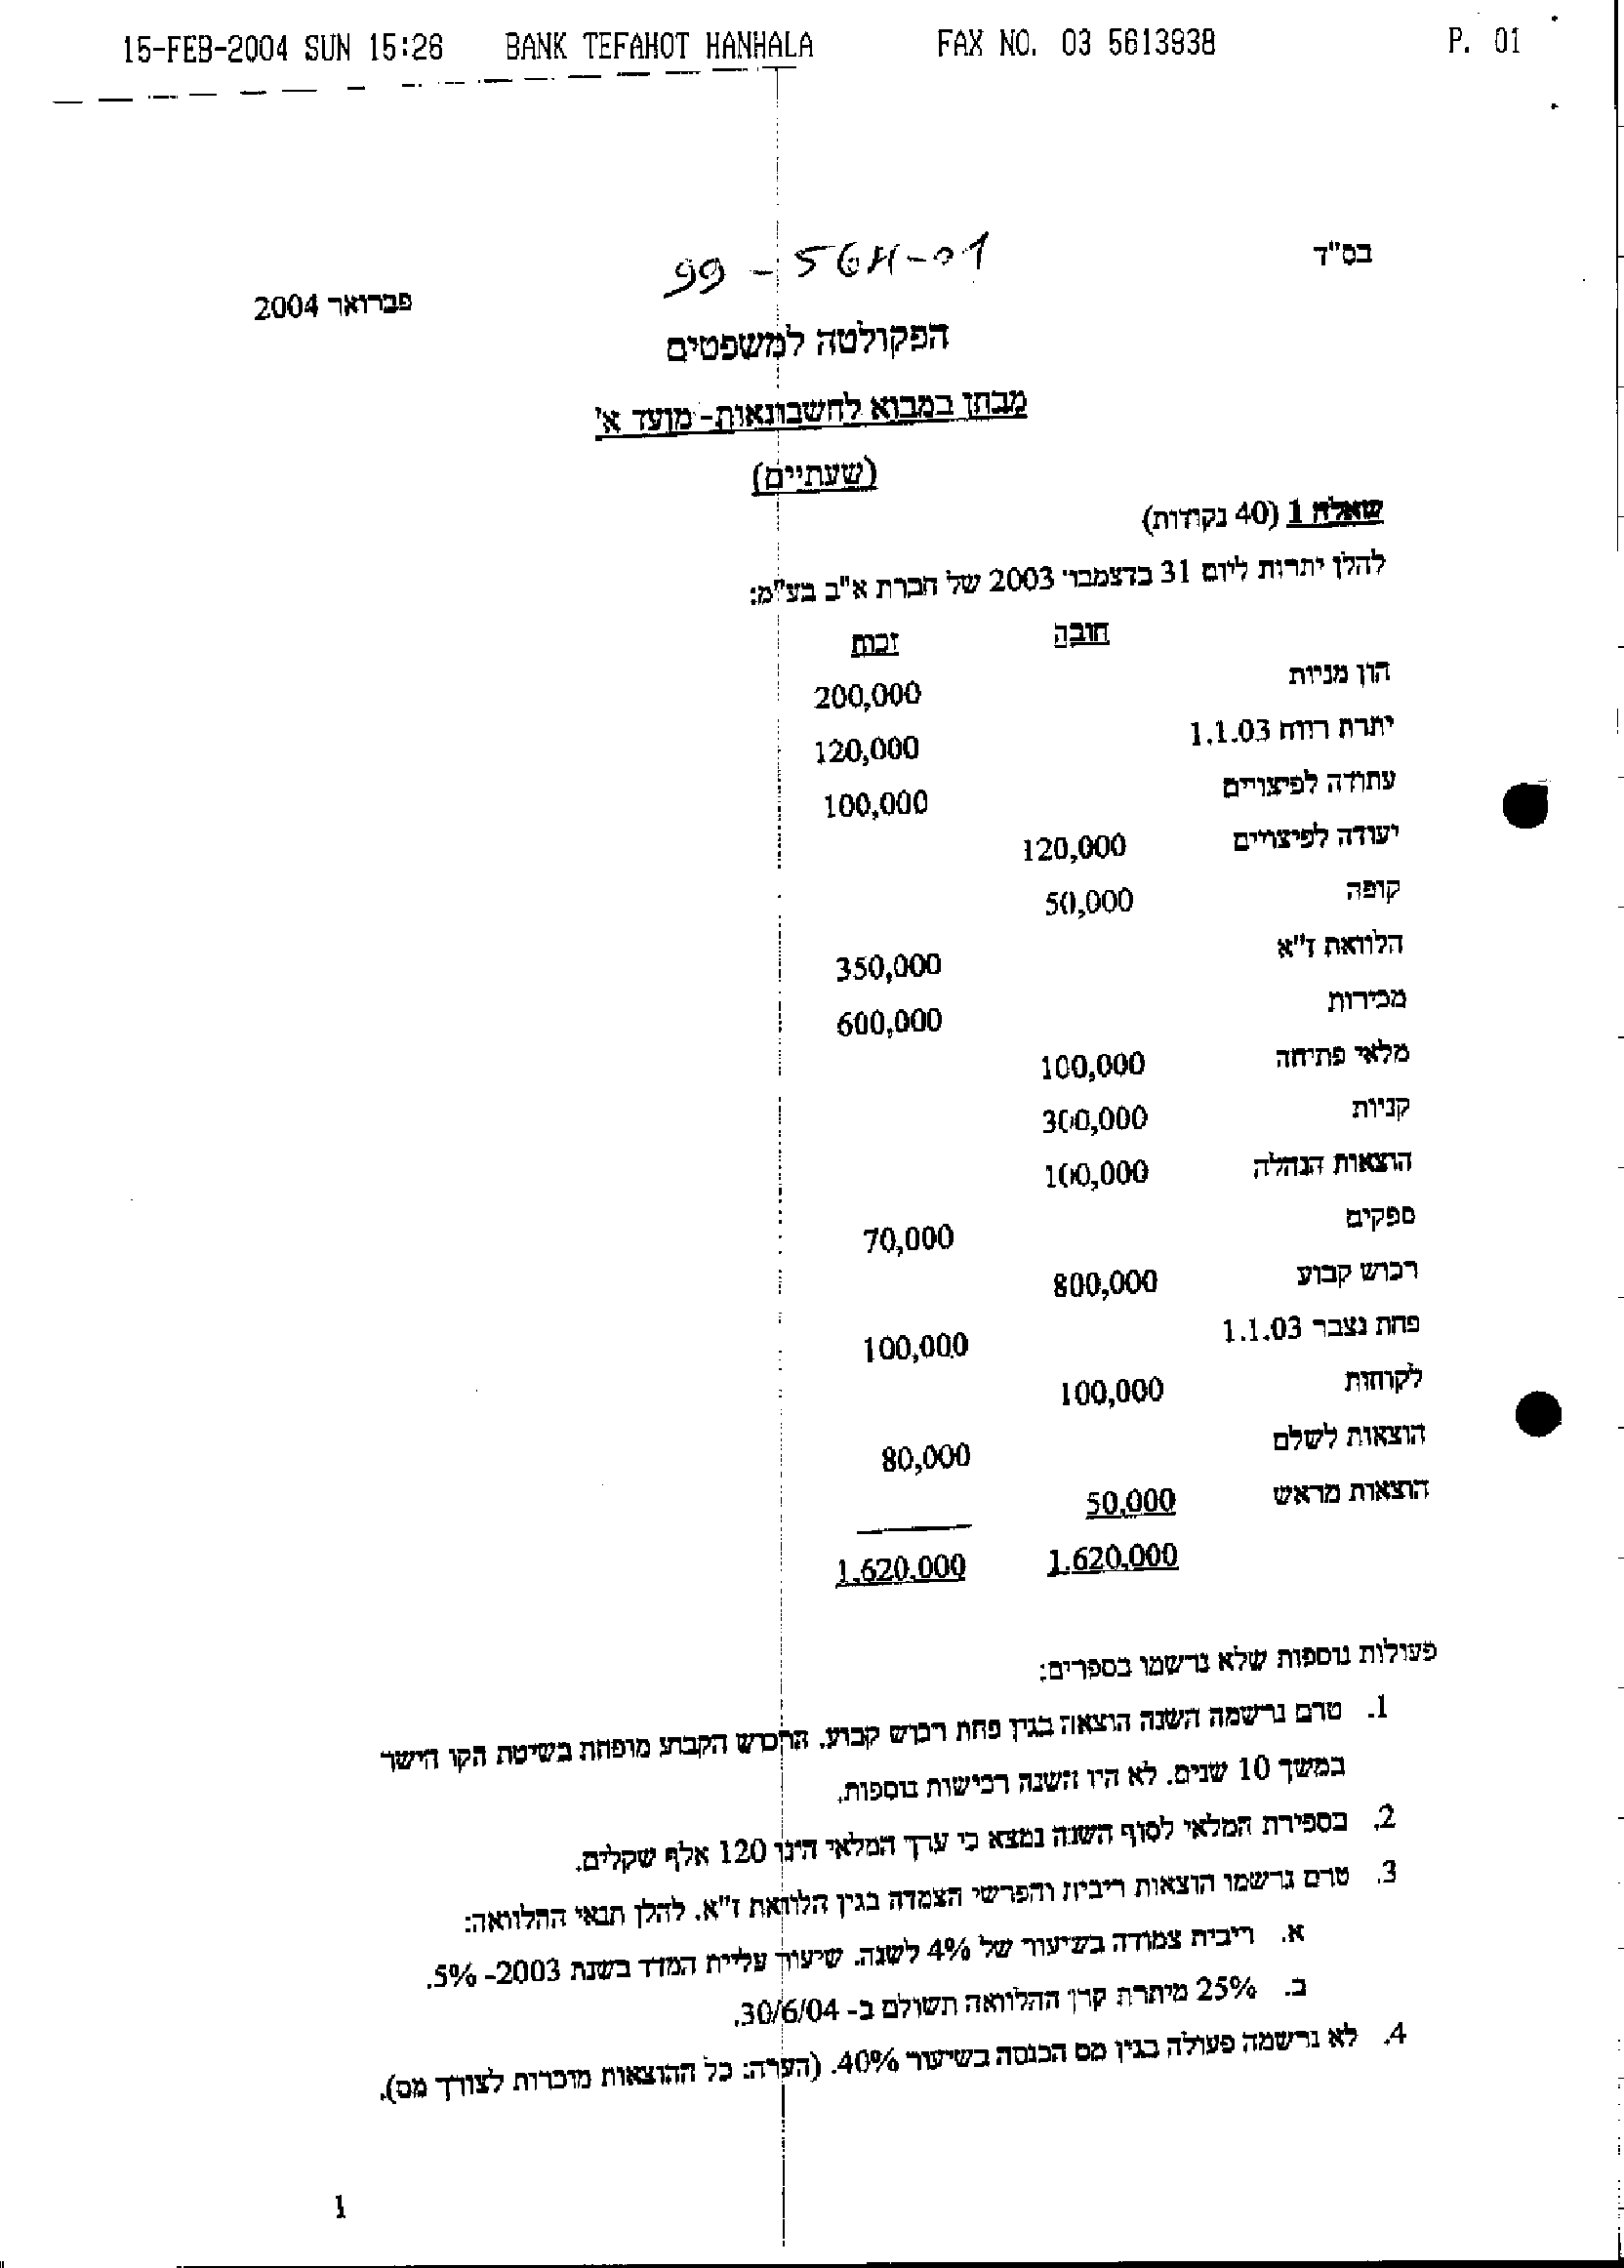 15-FEB-2004 SUN 15:26 BANK TEFAHOT HANHALA FAX NO. 03 5613938 P. 01
בס"ד
99-564-01
פברואר 2004
הפקולטה למשפטים
מבחן במבוא לחשבונאות- מועד א'
(שעתיים)
שאלה 1 (40 נקודות)
להלן יתרות ליום 31 בדצמבר 2003 של חברת א"ב בע"מ:
חובה זכות
הון מניות 200,000
יתרת רווח 1.1.03 120,000
עתודה לפיצויים 100,000
יעודה לפיצויים 120,000
קופה 50,000
הלוואת ז"א 350,000
מכירות 600,000
מלאי פתיחה 100,000
קניות 300,000
הוצאות הנהלה 100,000
ספקים 70,000
רכוש קבוע 800,000
פחת נצבר 1.1.03 100,000
לקוחות 100,000
הוצאות לשלם 80,000
הוצאות מראש 50,000
1.620,000 1.620.000
פעולות נוספות שלא נרשמו בספרים:
1. טרם נרשמה השנה הוצאה בגין פחת רכוש קבוע. הרכוש הקבוע מופחת בשיטת הקו הישר
במשך 10 שנים. לא היו השנה רכישות נוספות.
2. בספירת המלאי לסוף השנה נמצא כי ערך המלאי הינו 120 אלף שקלים.
3. טרם נרשמו הוצאות ריבית והפרשי הצמדה בגין הלוואת ז"א. להלן תנאי ההלוואה:
א. ריבית צמודה בשיעור של 4% לשנה. שיעור עליית המדד בשנת 2003- 5%.
ב. 25% מיתרת קרן ההלוואה תשולם ב- 30/6/04.
4. לא נרשמה פעולה בגין מס הכנסה בשיעור 40%. (הערה: כל ההוצאות מוכרות לצורך מס).
1